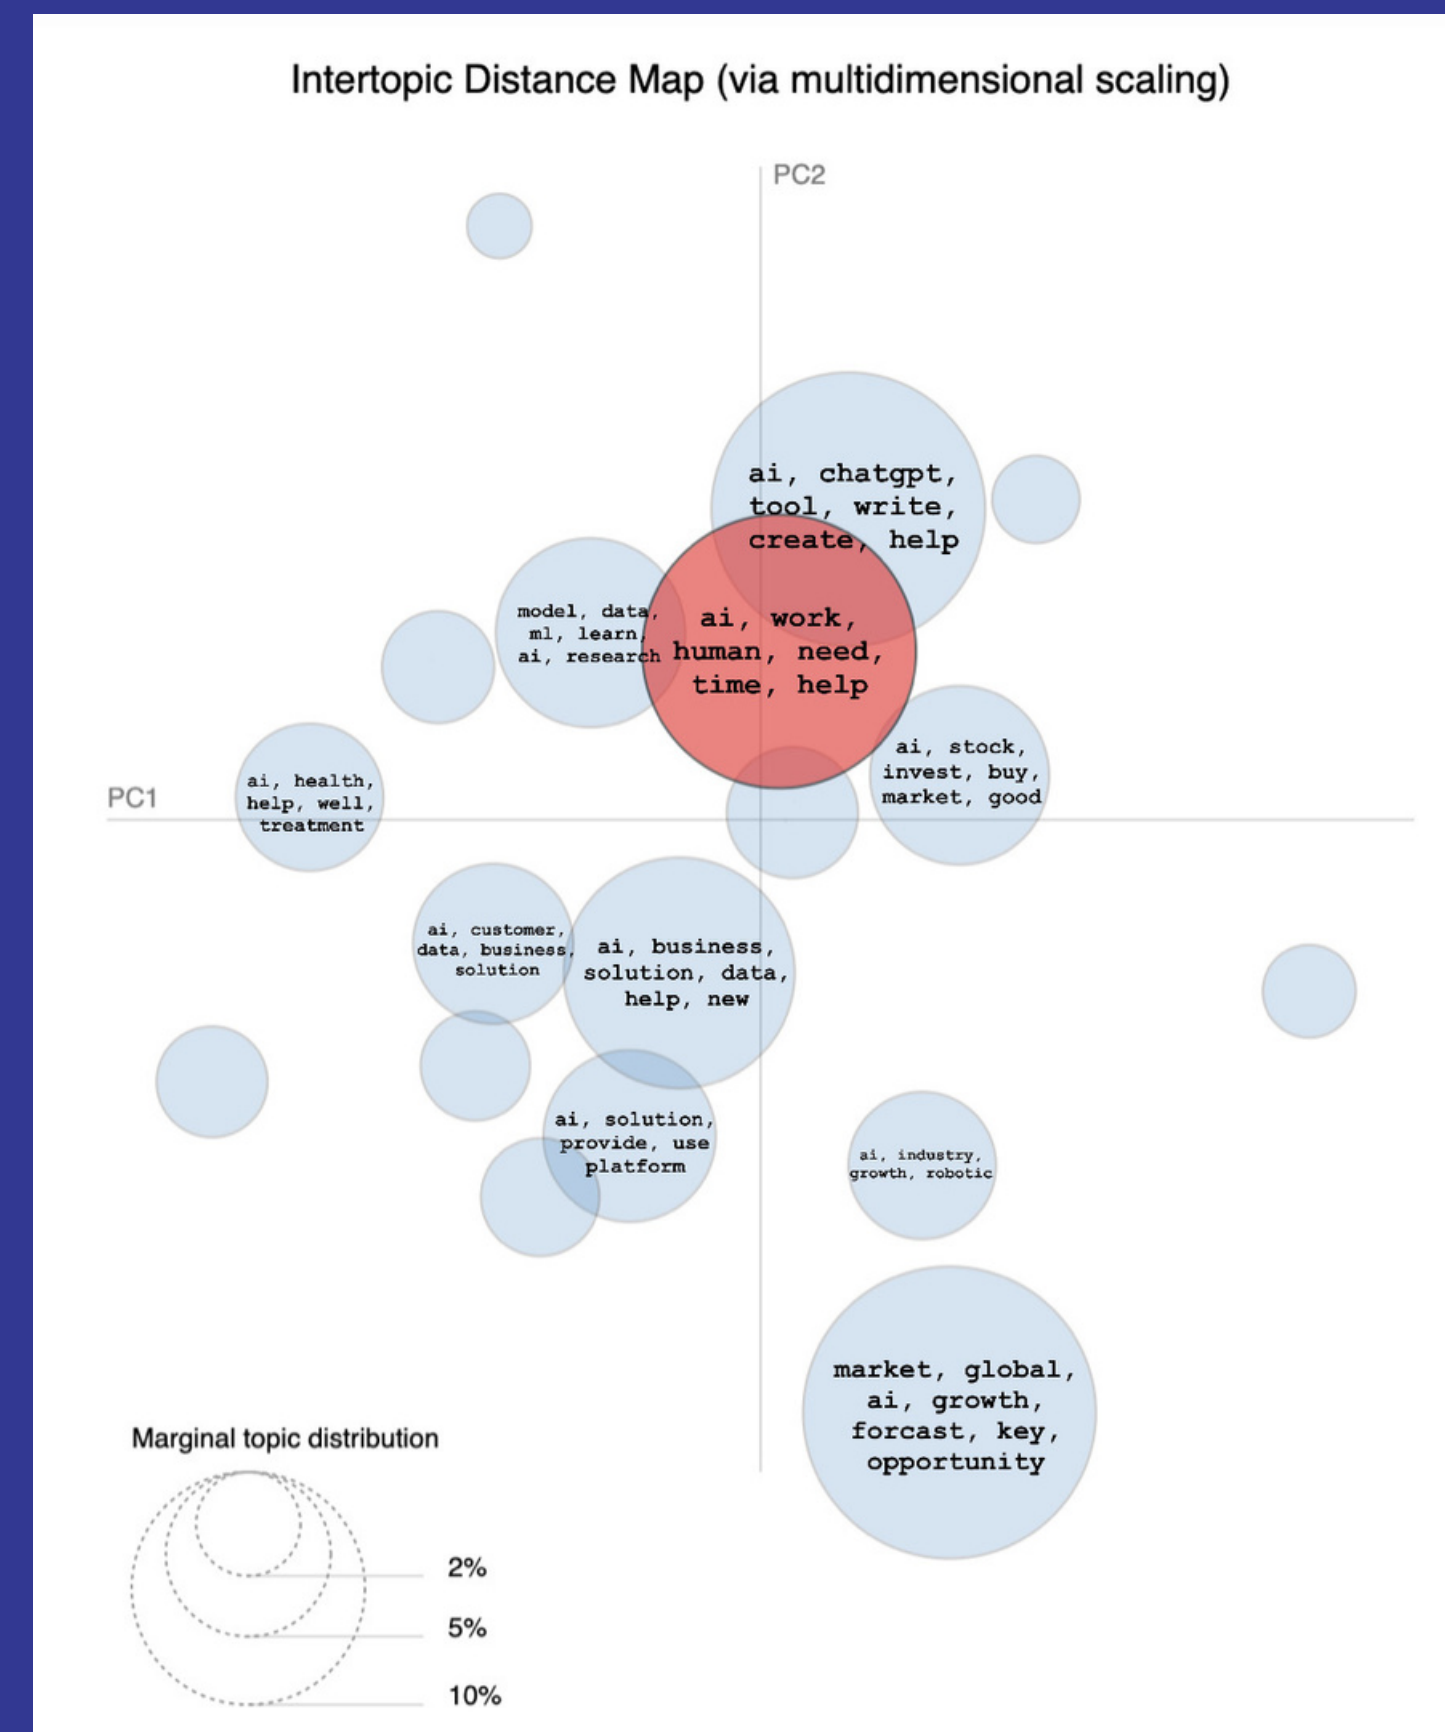 Intertopic Distance Map (via multidimensional scaling)
PC2
ai, chatgpt,
tool, write,
create, help
model, data,
ml, learn,
ai, research
ai, work,
human, need,
time, help
ai, stock,
invest, buy,
market, good
ai, health,
help, well,
treatment
PC1
ai, customer,
data, business,
solution
ai, business,
solution, data,
help, new
ai, solution,
provide, use
platform
ai, industry,
growth, robotic
market, global,
ai, growth,
forcast, key,
opportunity
Marginal topic distribution
2%
5%
10%